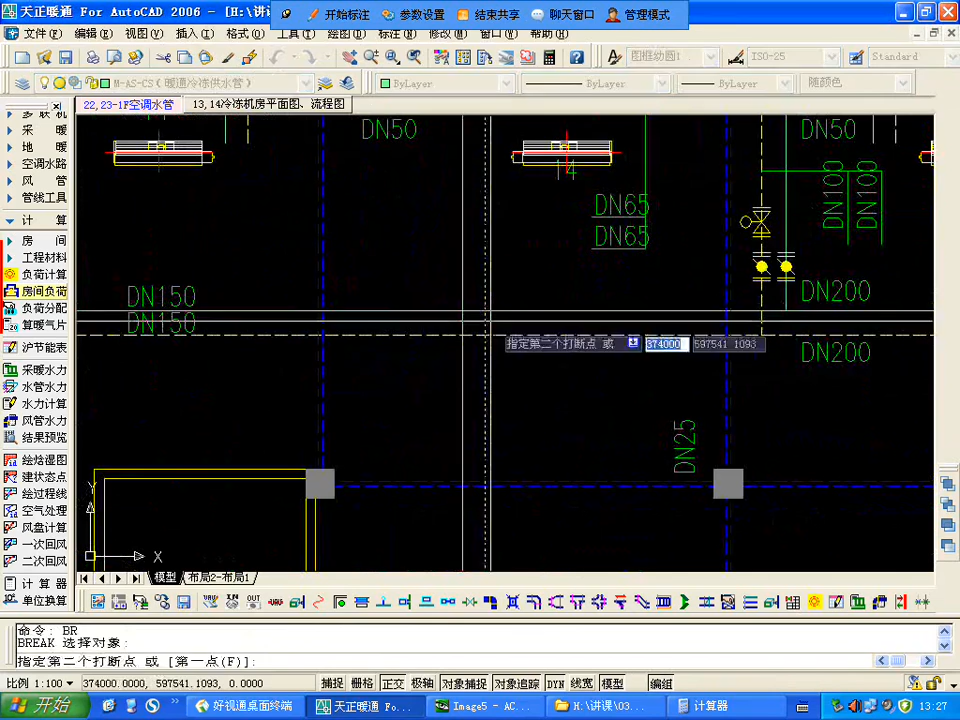 天正暖通 For AutoCAD 2006 - [H:\讲课
开始标注 参数设置 结束共享 聊天窗口 管理模式
文件(F) 编辑(E) 视图(V) 插入(I) 格式(O) 工具(T) 绘图(D) 标注(N) 修改(M) 窗口(W) 帮助(H)
图框幼圆 ISO-25 Standard
M-AS-CS(暖通冷冻供水管) ByLayer ByLayer ByLayer 随颜色
22,23-1F空调水管 13,14冷冻机房平面图、流程图
多联机
采暖
地暖
空调水路
风管
管线工具
计算
房间
工程材料
负荷计算
房间负荷
负荷分配
算暖气片
沪节能表
采暖水力
水管水力
水力计算
风管水力
结果预览
绘焓湿图
建状态点
绘过程线
空气处理
风盘计算
一次回风
二次回风
计算器
单位换算
DN50
DN50
DN65
DN65
DN100
DN100
DN150
DN150
DN200
DN200
DN25
指定第二个打断点 或 374000 597541.1093
Y
X
模型 布局2-布局1
命令: BR
BREAK 选择对象:
指定第二个打断点 或 [第一点(F)]:
比例 1:100 374000.0000, 597541.1093, 0.0000 捕捉 栅格 正交 极轴 对象捕捉 对象追踪 DYN 线宽 模型 编组
开始 好视通桌面终端 天正暖通 Fo... Image5 - AC... H:\讲课\03... 计算器 13:27